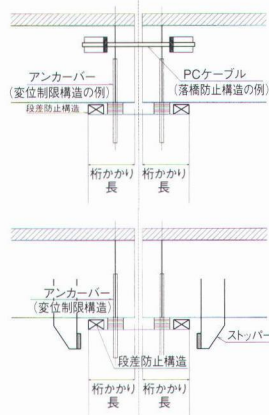 アンカーバー
(変位制限構造の例)
PCケーブル
(落橋防止構造の例)
段差防止構造
桁かかり
長
桁かかり
長
アンカーバー
(変位制限構造)
ストッパー
段差防止構造
桁かかり
長
桁かかり
長